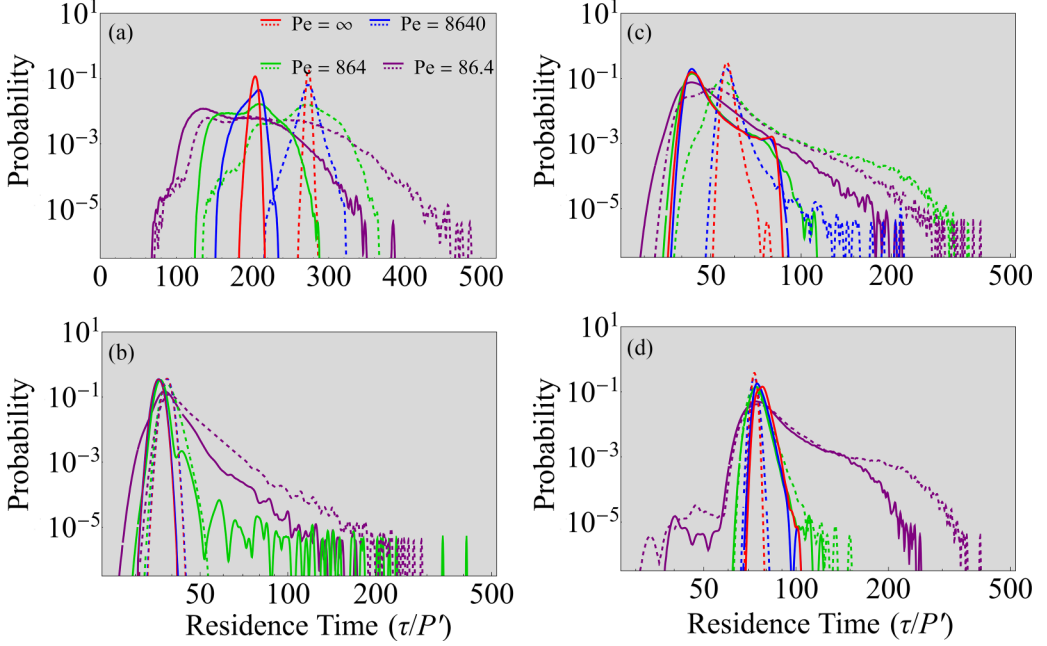 (a)
Pe = ∞
Pe = 8640
Pe = 864
Pe = 86.4
Probability
10^1
10^−1
10^−3
10^−5
0 100 200 300 400 500
(c)
Probability
10^1
10^−1
10^−3
10^−5
50 100 200 500
(b)
Probability
10^1
10^−1
10^−3
10^−5
50 100 200 500
Residence Time (τ/P′)
(d)
Probability
10^1
10^−1
10^−3
10^−5
50 100 200 500
Residence Time (τ/P′)